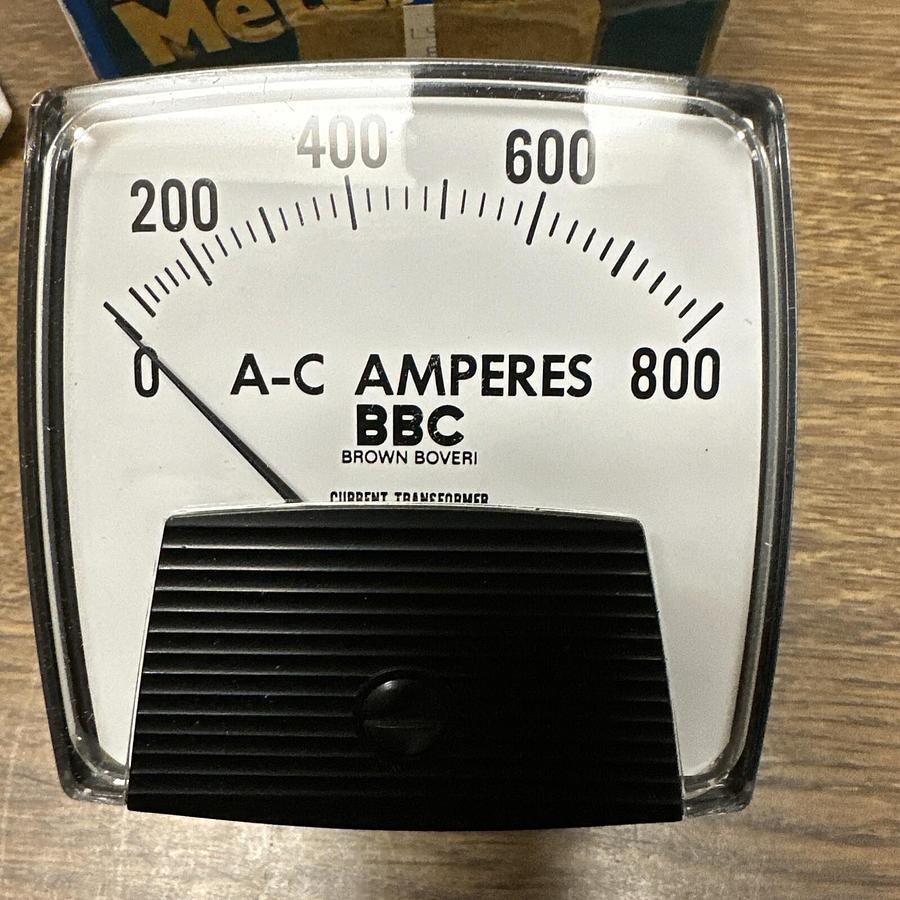 400 600
200
0 A-C AMPERES 800
BBC
BROWN BOVERI
CURRENT TRANSFORMER